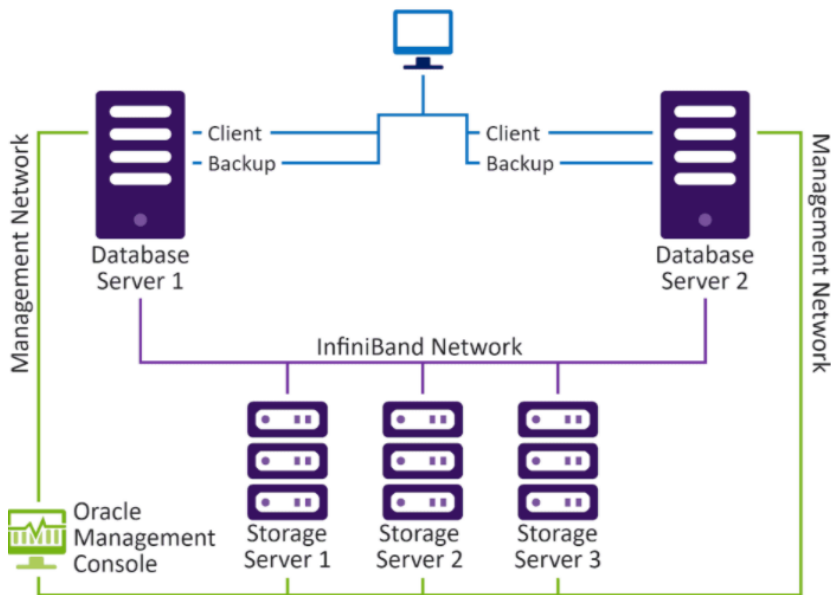 Client
Backup
Client
Backup
Management Network
Management Network
Database
Server 1
Database
Server 2
InfiniBand Network
Oracle
Management
Console
Storage
Server 1
Storage
Server 2
Storage
Server 3